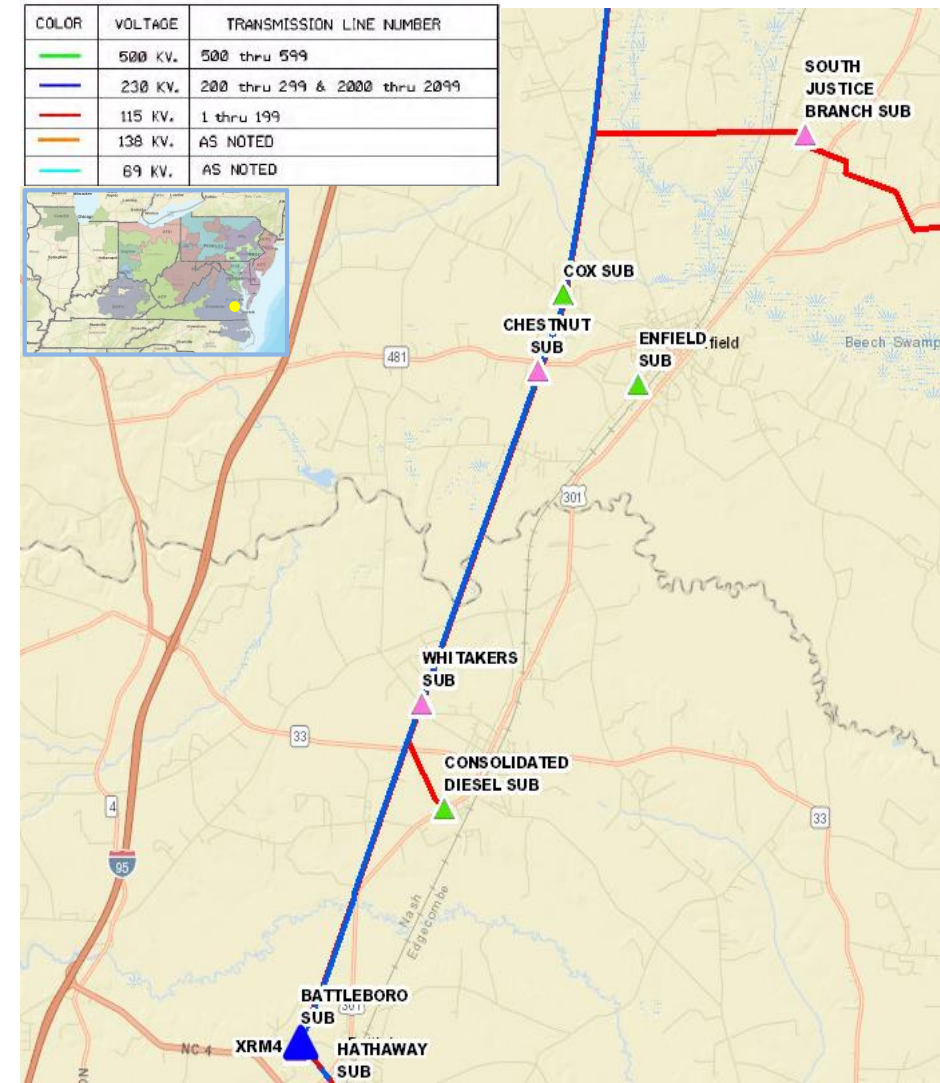 COLOR VOLTAGE TRANSMISSION LINE NUMBER
500 KV. 500 thru 599
230 KV. 200 thru 299 & 2000 thru 2099
115 KV. 1 thru 199
138 KV. AS NOTED
69 KV. AS NOTED
SOUTH
JUSTICE
BRANCH SUB
COX SUB
CHESTNUT
SUB
ENFIELD
SUB
field
Beech Swamp
481
301
WHITAKERS
SUB
33
CONSOLIDATED
DIESEL SUB
4
33
95
Nash
Edgecombe
BATTLEBORO
SUB
301
XRM4
NC 4
HATHAWAY
SUB
ON